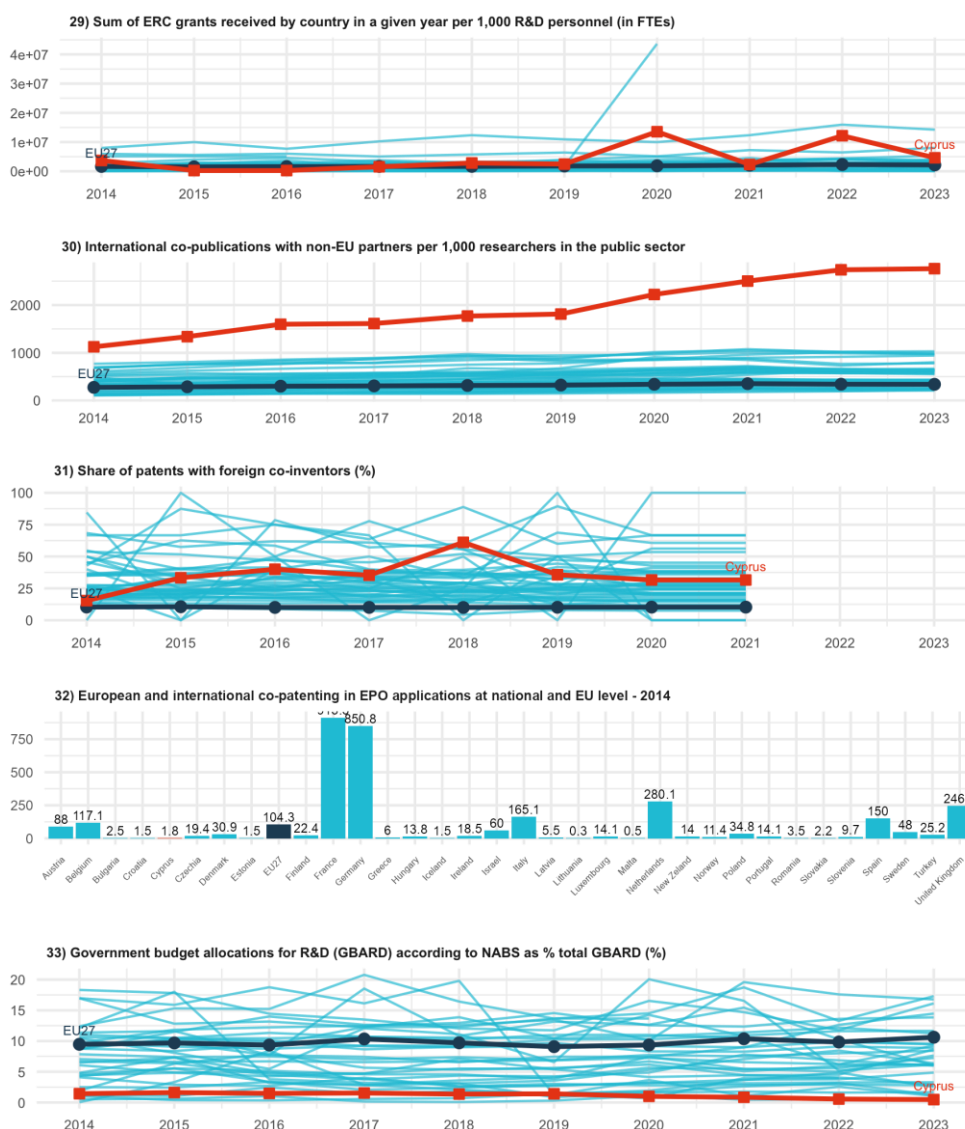 29) Sum of ERC grants received by country in a given year per 1,000 R&D personnel (in FTEs)
4e+07
3e+07
2e+07
1e+07
0e+00
EU27
Cyprus
2014 2015 2016 2017 2018 2019 2020 2021 2022 2023
30) International co-publications with non-EU partners per 1,000 researchers in the public sector
2000
1000
0
EU27
2014 2015 2016 2017 2018 2019 2020 2021 2022 2023
31) Share of patents with foreign co-inventors (%)
100
75
50
25
0
EU27
Cyprus
2014 2015 2016 2017 2018 2019 2020 2021 2022 2023
32) European and international co-patenting in EPO applications at national and EU level - 2014
750
500
250
0
88 117.1 2.5 1.5 1.8 19.4 30.9 1.5 104.3 22.4 850.8 6 13.8 1.5 18.5 60 165.1 5.5 0.3 14.1 0.5 280.1 14 11.4 34.8 14.1 3.5 2.2 9.7 150 48 25.2 246
Austria Belgium Bulgaria Croatia Cyprus Czechia Denmark Estonia EU27 Finland France Germany Greece Hungary Iceland Ireland Israel Italy Latvia Lithuania Luxembourg Malta Netherlands New Zeland Norway Poland Portugal Romania Slovakia Slovenia Spain Sweden Turkey United Kingdom
33) Government budget allocations for R&D (GBARD) according to NABS as % total GBARD (%)
20
15
10
5
0
EU27
Cyprus
2014 2015 2016 2017 2018 2019 2020 2021 2022 2023